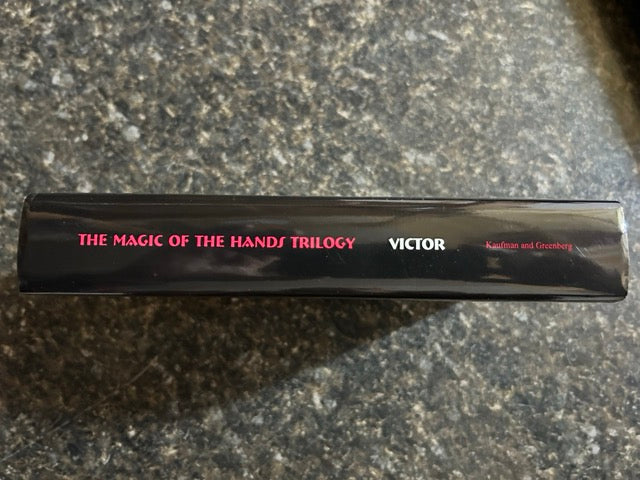 THE MAGIC OF THE HANDS TRILOGY VICTOR Kaufman and Greenberg